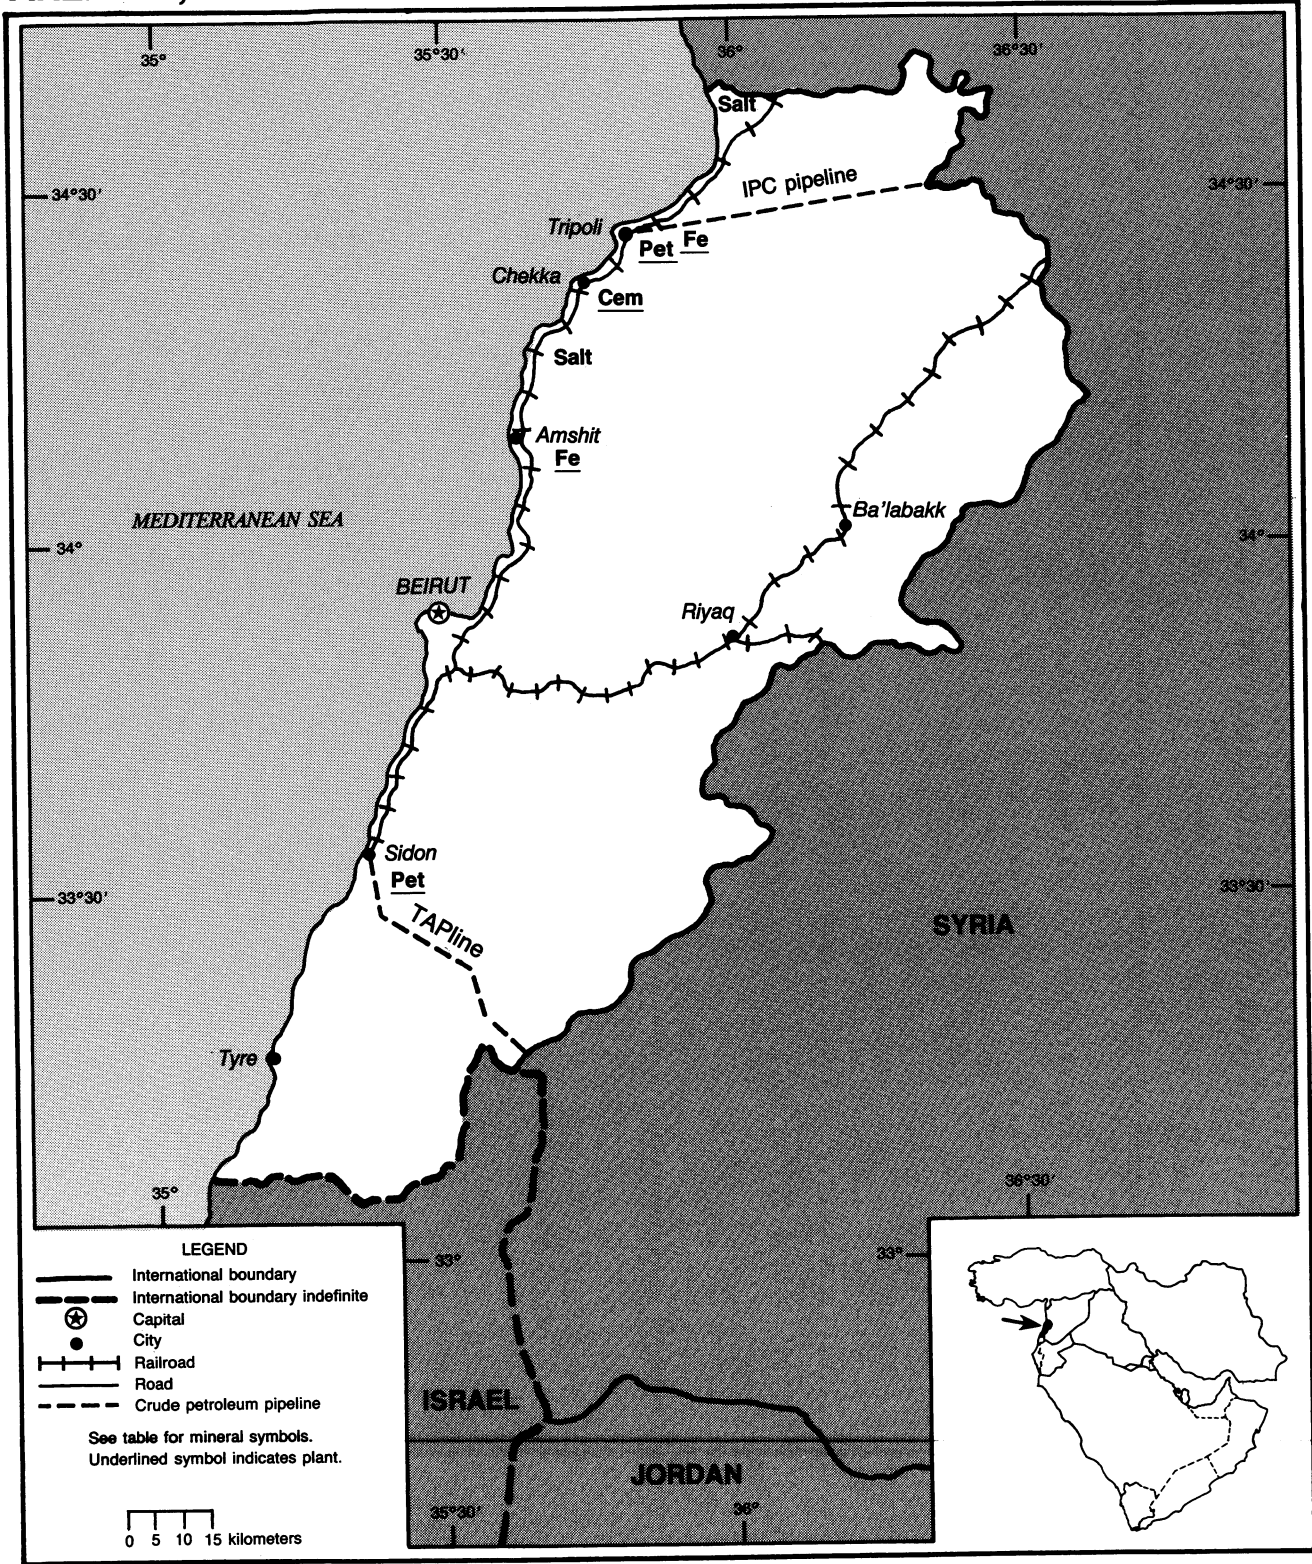 35°
35°30'
36°
36°30'
Salt
34°30'
IPC pipeline
34°30'
Tripoli
Pet Fe
Chekka
Cem
Salt
Amshit
Fe
MEDITERRANEAN SEA
Ba'labakk
34°
34°
BEIRUT
Riyaq
Sidon
Pet
33°30'
33°30'
TAPline
SYRIA
Tyre
35°
36°30'
LEGEND
International boundary
International boundary indefinite
Capital
City
Railroad
Road
Crude petroleum pipeline
See table for mineral symbols.
Underlined symbol indicates plant.
0 5 10 15 kilometers
33°
33°
ISRAEL
JORDAN
35°30'
36°